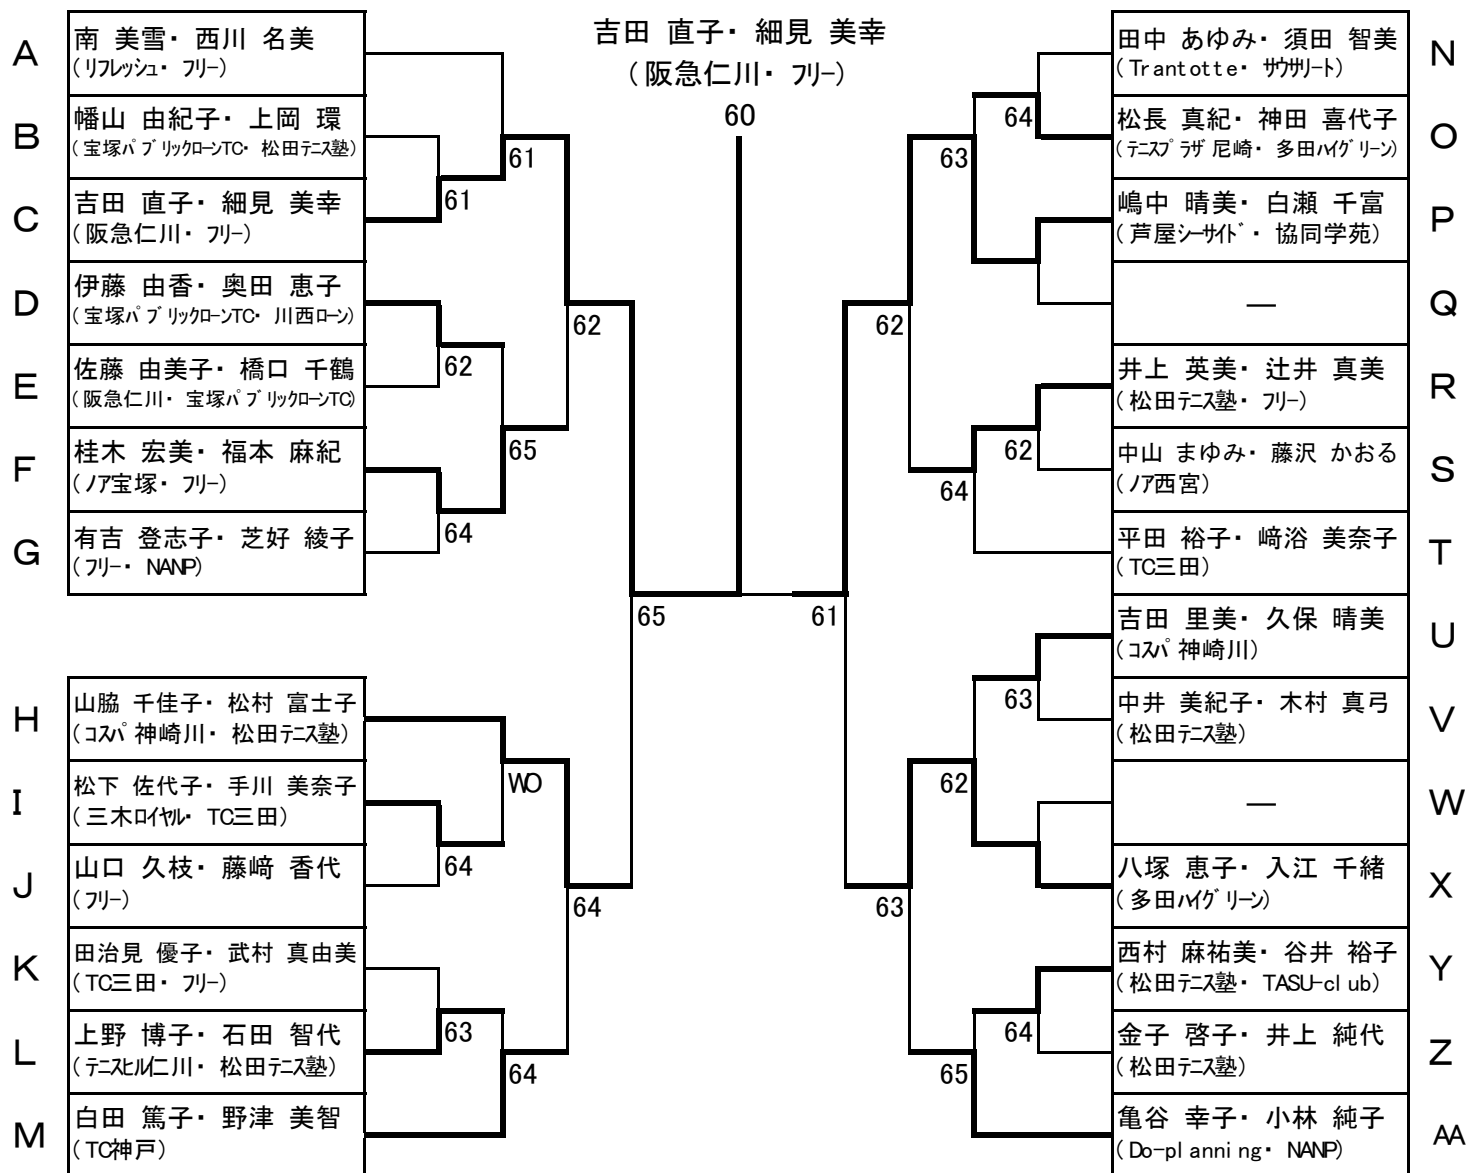 吉田 直子・ 細見 美幸
（阪急仁川・ フリー）
60
A
南 美雪・ 西川 名美
（リフレッシュ・ フリー）
B
幡山 由紀子・ 上岡 環
（宝塚パブリックローンTC・ 松田テニス塾）
C
吉田 直子・ 細見 美幸
（阪急仁川・ フリー）
D
伊藤 由香・ 奥田 恵子
（宝塚パブリックローンTC・ 川西ローン）
E
佐藤 由美子・ 橋口 千鶴
（阪急仁川・ 宝塚パブリックローンTC）
F
桂木 宏美・ 福本 麻紀
（ノア宝塚・ フリー）
G
有吉 登志子・ 芝好 綾子
（フリー・ NANP）
61
61
62
62
65
64
65
H
山脇 千佳子・ 松村 富士子
（コスパ神崎川・ 松田テニス塾）
I
松下 佐代子・ 手川 美奈子
（三木ロイヤル・ TC三田）
J
山口 久枝・ 藤﨑 香代
（フリー）
K
田治見 優子・ 武村 真由美
（TC三田・ フリー）
L
上野 博子・ 石田 智代
（テニスヒル仁川・ 松田テニス塾）
M
白田 篤子・ 野津 美智
（TC神戸）
WO
64
64
63
64
田中 あゆみ・ 須田 智美
（Trantotte・ サウサリート）
N
松長 真紀・ 神田 喜代子
（テニスプラザ尼崎・ 多田ハイグリーン）
O
嶋中 晴美・ 白瀬 千富
（芦屋シーサイド・ 協同学苑）
P
―
Q
井上 英美・ 辻井 真美
（松田テニス塾・ フリー）
R
中山 まゆみ・ 藤沢 かおる
（ノア西宮）
S
平田 裕子・ 﨑浴 美奈子
（TC三田）
T
吉田 里美・ 久保 晴美
（コスパ神崎川）
U
中井 美紀子・ 木村 真弓
（松田テニス塾）
V
―
W
八塚 恵子・ 入江 千緒
（多田ハイグリーン）
X
西村 麻祐美・ 谷井 裕子
（松田テニス塾・ TASU-club）
Y
金子 啓子・ 井上 純代
（松田テニス塾）
Z
亀谷 幸子・ 小林 純子
（Do-planning・ NANP）
AA
64
63
62
62
64
61
63
62
63
64
65